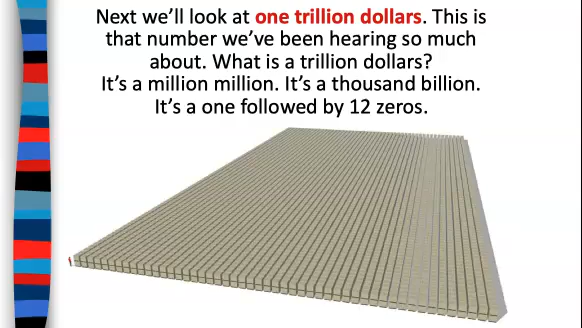 Next we’ll look at one trillion dollars. This is
that number we’ve been hearing so much
about. What is a trillion dollars?
It’s a million million. It’s a thousand billion.
It’s a one followed by 12 zeros.